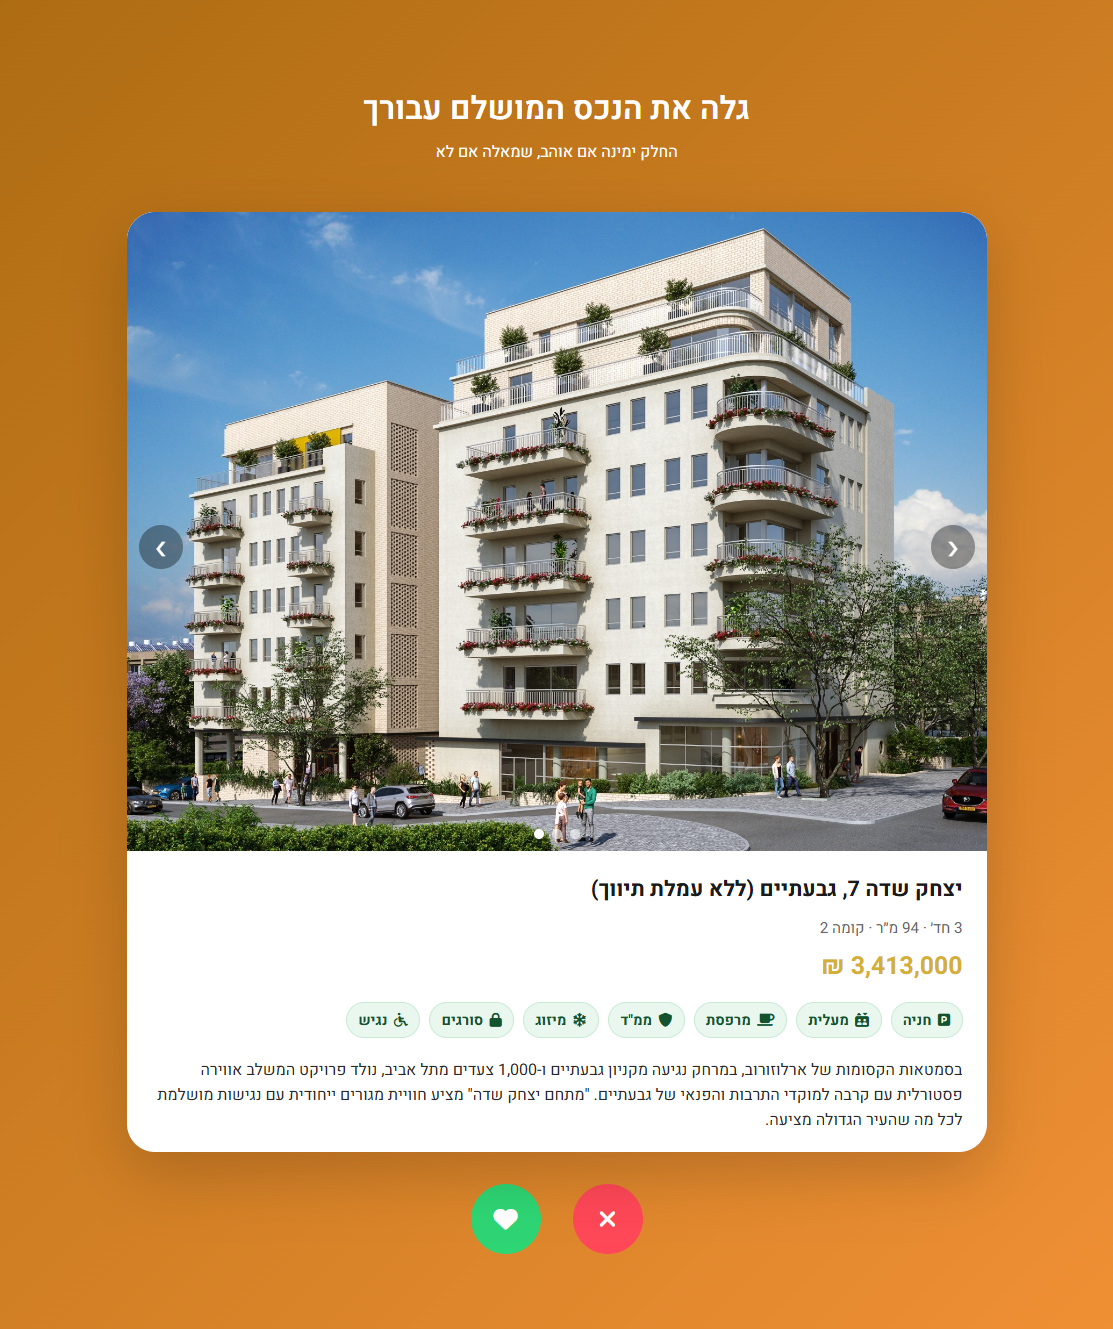 גלה את הנכס המושלם עבורך
החלק ימינה אם אוהב, שמאלה אם לא
יצחק שדה 7, גבעתיים (ללא עמלת תיווך)
3 חד׳ · 94 מ״ר · קומה 2
3,413,000 ₪
חניה מעלית מרפסת ממ"ד מיזוג סורגים נגיש
בסמטאות הקסומות של ארלוזורוב, במרחק נגיעה מקניון גבעתיים ו-1,000 צעדים מתל אביב, נולד פרויקט המשלב אווירה
פסטורלית עם קרבה למוקדי התרבות והפנאי של גבעתיים. "מתחם יצחק שדה" מציע חוויית מגורים ייחודית עם נגישות מושלמת
לכל מה שהעיר הגדולה מציעה.